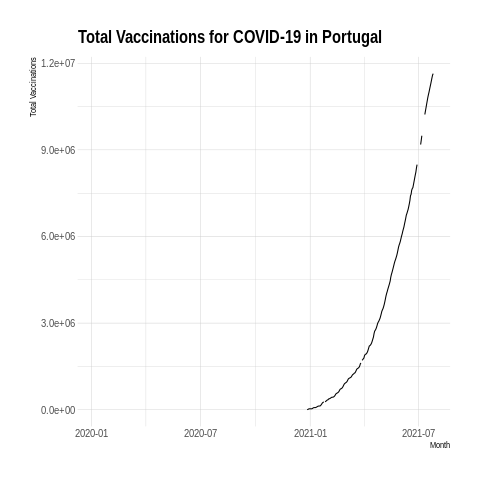 Total Vaccinations for COVID-19 in Portugal
Total Vaccinations
1.2e+07
9.0e+06
6.0e+06
3.0e+06
0.0e+00
2020-01 2020-07 2021-01 2021-07
Month